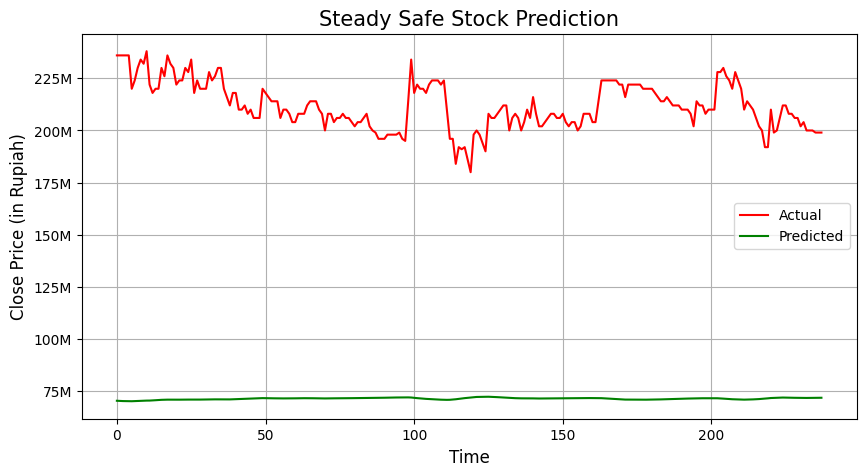 Steady Safe Stock Prediction
Close Price (in Rupiah)
225M
200M
175M
150M
125M
100M
75M
Actual
Predicted
0
50
100
150
200
Time